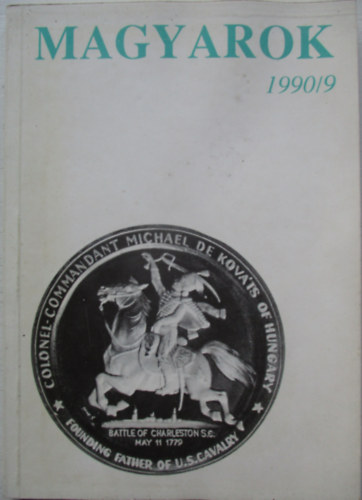 MAGYAROK
1990/9
COLONEL-COMMANDANT MICHAEL DE KOVÁTS OF HUNGARY
BATTLE OF CHARLESTON S.C.
MAY 11 1779
★ FOUNDING FATHER OF U.S. CAVALRY ★